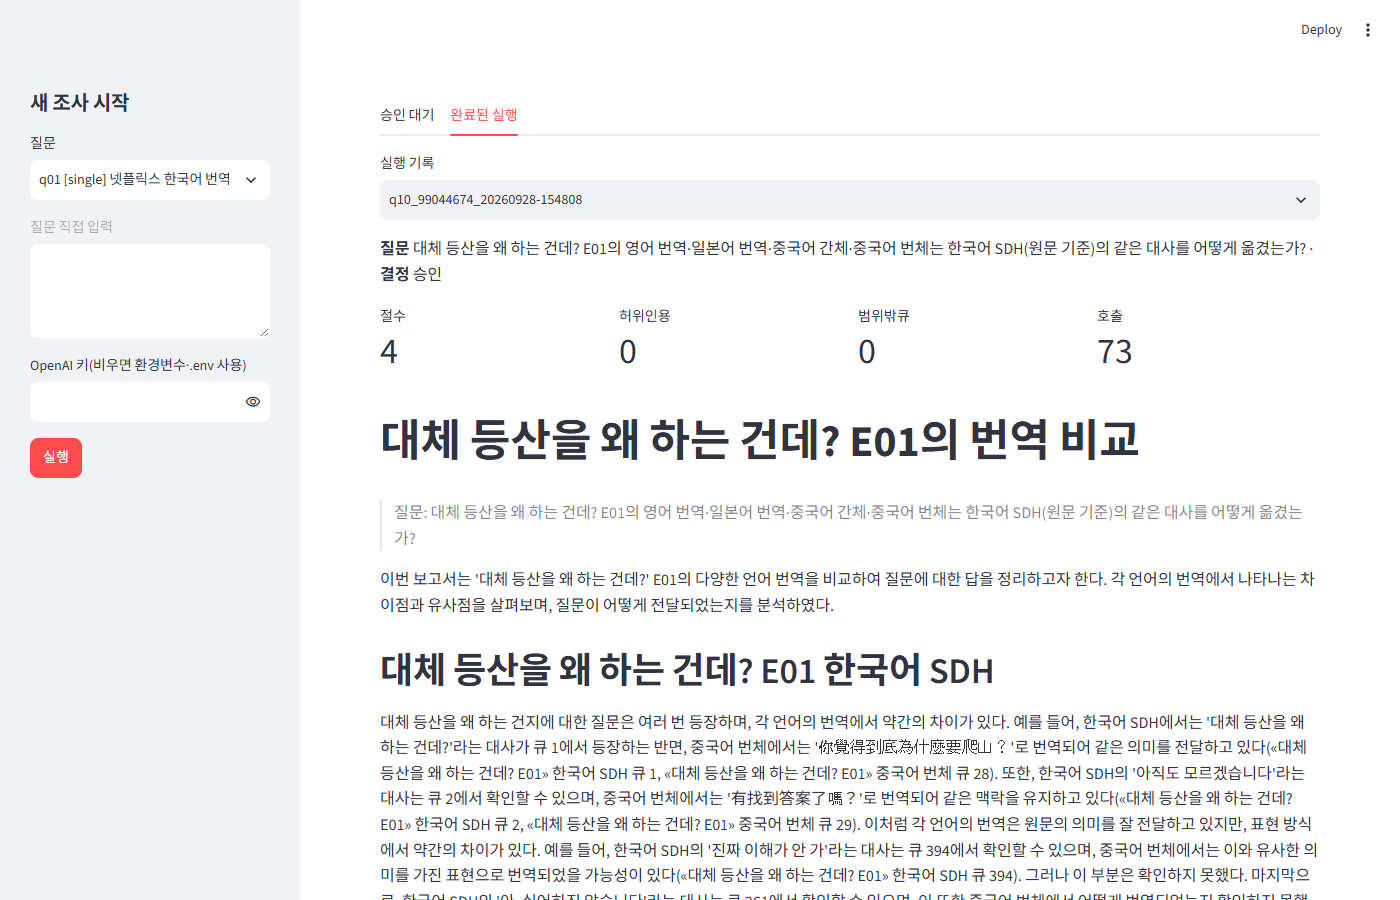 Deploy
새 조사 시작
질문
q01 [single] 넷플릭스 한국어 번역
질문 직접 입력
OpenAI 키(비우면 환경변수·.env 사용)
실행
승인 대기
완료된 실행
실행 기록
q10_99044674_20260928-154808
질문 대체 등산을 왜 하는 건데? E01의 영어 번역·일본어 번역·중국어 간체·중국어 번체는 한국어 SDH(원문 기준)의 같은 대사를 어떻게 옮겼는가? ·
결정 승인
절수
허위인용
범위밖큐
호출
4
0
0
73
대체 등산을 왜 하는 건데? E01의 번역 비교
질문: 대체 등산을 왜 하는 건데? E01의 영어 번역·일본어 번역·중국어 간체·중국어 번체는 한국어 SDH(원문 기준)의 같은 대사를 어떻게 옮겼는
가?
이번 보고서는 '대체 등산을 왜 하는 건데?' E01의 다양한 언어 번역을 비교하여 질문에 대한 답을 정리하고자 한다. 각 언어의 번역에서 나타나는 차
이점과 유사점을 살펴보며, 질문이 어떻게 전달되었는지를 분석하였다.
대체 등산을 왜 하는 건데? E01 한국어 SDH
대체 등산을 왜 하는 건지에 대한 질문은 여러 번 등장하며, 각 언어의 번역에서 약간의 차이가 있다. 예를 들어, 한국어 SDH에서는 '대체 등산을 왜
하는 건데?'라는 대사가 큐 1에서 등장하는 반면, 중국어 번체에서는 '你覺得到底為什麼要爬山？'로 번역되어 같은 의미를 전달하고 있다(«대체
등산을 왜 하는 건데? E01» 한국어 SDH 큐 1, «대체 등산을 왜 하는 건데? E01» 중국어 번체 큐 28). 또한, 한국어 SDH의 '아직도 모르겠습니다'라는
대사는 큐 2에서 확인할 수 있으며, 중국어 번체에서는 '有找到答案了嗎？'로 번역되어 같은 맥락을 유지하고 있다(«대체 등산을 왜 하는 건데?
E01» 한국어 SDH 큐 2, «대체 등산을 왜 하는 건데? E01» 중국어 번체 큐 29). 이처럼 각 언어의 번역은 원문의 의미를 잘 전달하고 있지만, 표현 방식
에서 약간의 차이가 있다. 예를 들어, 한국어 SDH의 '진짜 이해가 안 가'라는 대사는 큐 394에서 확인할 수 있으며, 중국어 번체에서는 이와 유사한 의
미를 가진 표현으로 번역되었을 가능성이 있다(«대체 등산을 왜 하는 건데? E01» 한국어 SDH 큐 394). 그러나 이 부분은 확인하지 못했다. 마지막으